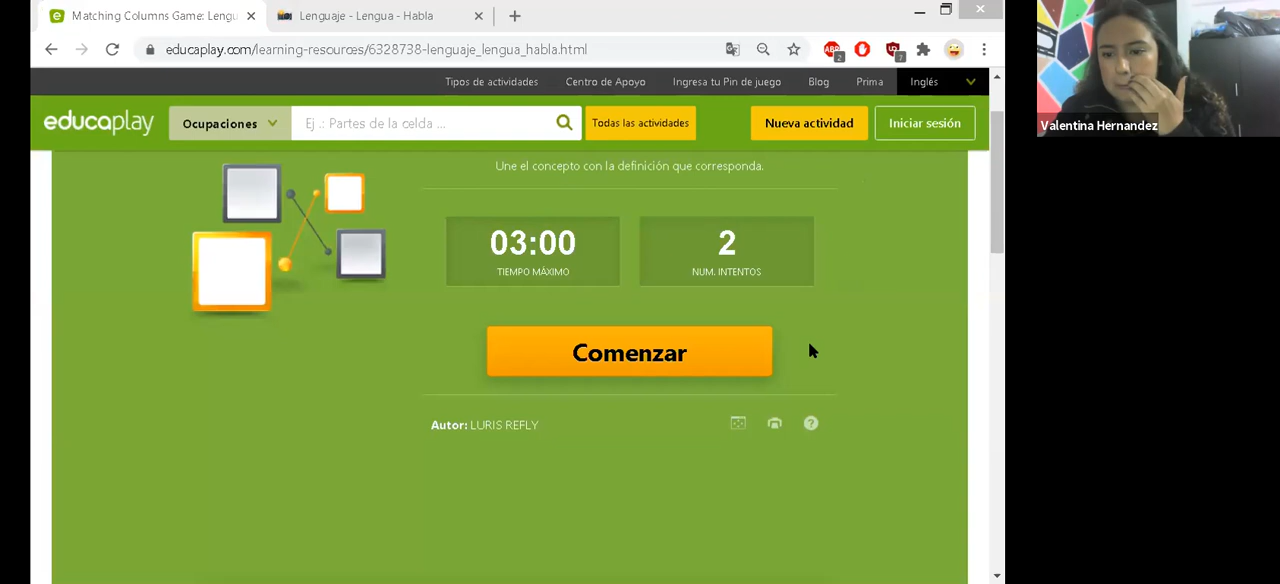 Matching Columns Game: Lengu
Lenguaje - Lengua - Habla
educaplay.com/learning-resources/6328738-lenguaje_lengua_habla.html
ABP
2
7
Tipos de actividades Centro de Apoyo Ingresa tu Pin de juego Blog Prima Inglés
educaplay Ocupaciones Ej .: Partes de la celda ... Todas las actividades Nueva actividad Iniciar sesión
Une el concepto con la definición que corresponda.
03:00 2
TIEMPO MÁXIMO NUM. INTENTOS
Comenzar
Autor: LURIS REFLY
Valentina Hernandez